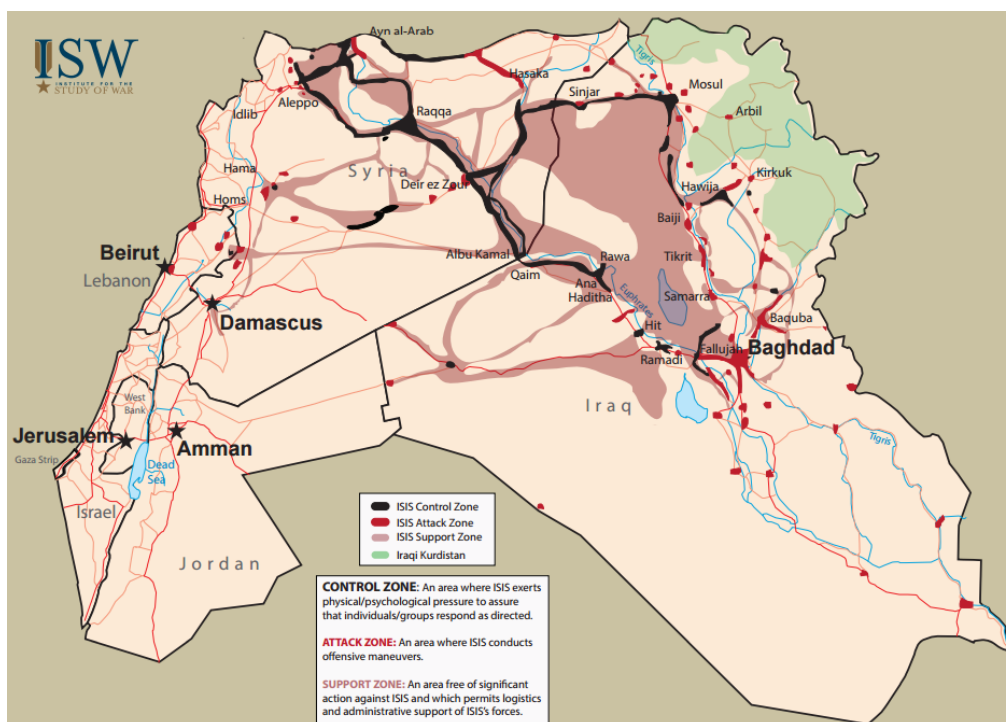 ISW
INSTITUTE FOR THE
STUDY OF WAR
Ayn al-Arab
Tigris
Hasaka
Mosul
Sinjar
Aleppo
Arbil
Idlib
Raqqa
Syria
Hama
Kirkuk
Deir ez Zour
Hawija
Homs
Baiji
Beirut
Albu Kamal
Rawa
Tikrit
Lebanon
Qaim
Ana
Haditha
Euphrates
Samarra
Damascus
Hit
Baquba
Fallujah
Baghdad
Ramadi
West
Bank
Iraq
Jerusalem
Amman
Tigris
Gaza Strip
Dead
Sea
Israel
Jordan
ISIS Control Zone
ISIS Attack Zone
ISIS Support Zone
Iraqi Kurdistan
CONTROL ZONE: An area where ISIS exerts
physical/psychological pressure to assure
that individuals/groups respond as directed.
ATTACK ZONE: An area where ISIS conducts
offensive maneuvers.
SUPPORT ZONE: An area free of significant
action against ISIS and which permits logistics
and administrative support of ISIS's forces.